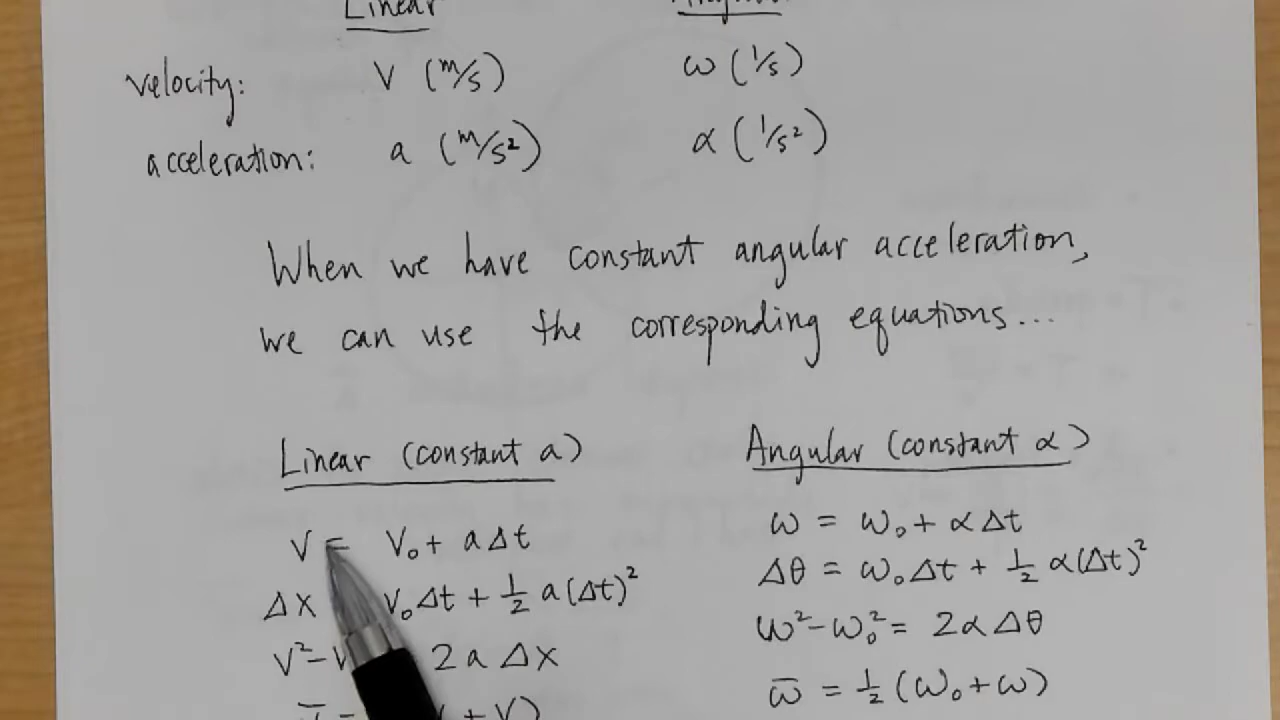 Linear
velocity: V (m/s) ω (1/s)
acceleration: a (m/s²) α (1/s²)
When we have constant angular acceleration,
we can use the corresponding equations...
Linear (constant a) Angular (constant α)
V = V₀ + aΔt ω = ω₀ + αΔt
Δx V₀Δt + ½ a(Δt)² Δθ = ω₀Δt + ½ α(Δt)²
V² - V 2aΔx ω² - ω₀² = 2αΔθ
+ V) ω̅ = ½ (ω₀ + ω)